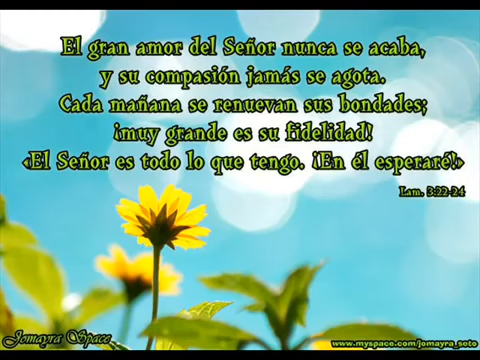 El gran amor del Señor nunca se acaba,
y su compasión jamás se agota.
Cada mañana se renuevan sus bondades;
¡muy grande es su fidelidad!
«El Señor es todo lo que tengo. ¡En él esperaré!»
Lam. 3:22-24
Jomayra Space
www.myspace.com/jomayra_soto